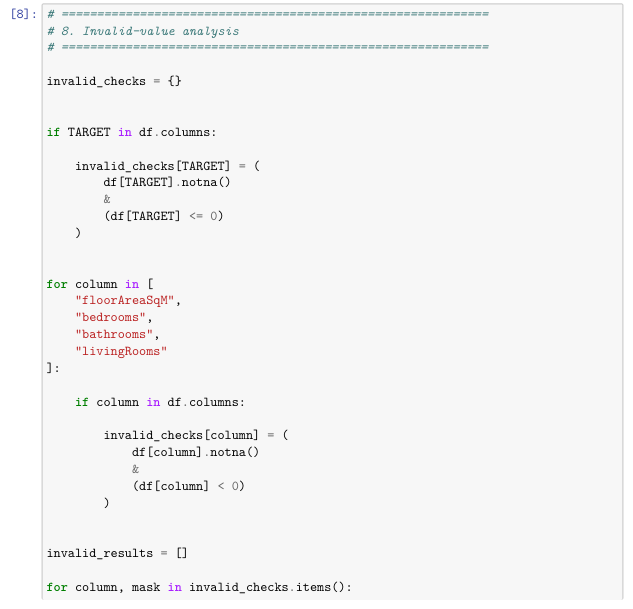 [8]: # ============================================================
# 8. Invalid-value analysis
# ============================================================
invalid_checks = {}
if TARGET in df.columns:
invalid_checks[TARGET] = (
df[TARGET].notna()
&
(df[TARGET] <= 0)
)
for column in [
"floorAreaSqM",
"bedrooms",
"bathrooms",
"livingRooms"
]:
if column in df.columns:
invalid_checks[column] = (
df[column].notna()
&
(df[column] < 0)
)
invalid_results = []
for column, mask in invalid_checks.items():